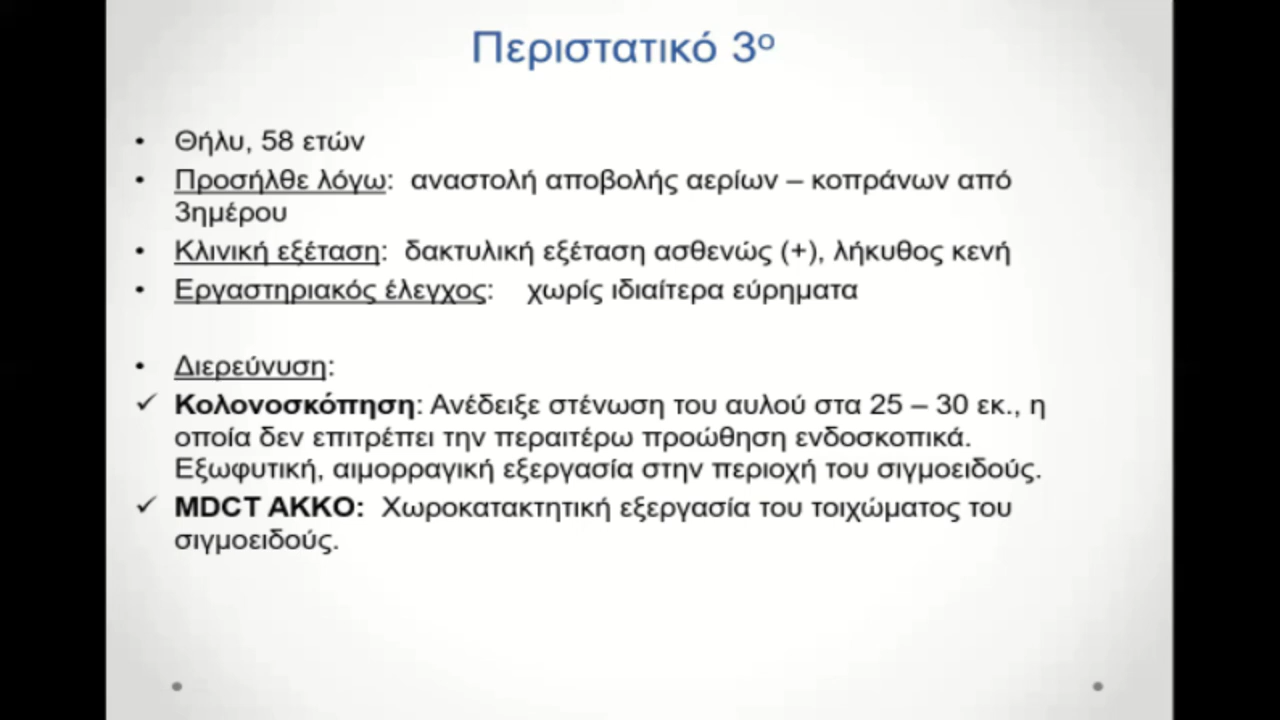 Περιστατικό 3ο
• Θήλυ, 58 ετών
• Προσήλθε λόγω: αναστολή αποβολής αερίων – κοπράνων από
3ημέρου
• Κλινική εξέταση: δακτυλική εξέταση ασθενώς (+), λήκυθος κενή
• Εργαστηριακός έλεγχος: χωρίς ιδιαίτερα εύρηματα
• Διερεύνυση:
✓ Κολονοσκόπηση: Ανέδειξε στένωση του αυλού στα 25 – 30 εκ., η
οποία δεν επιτρέπει την περαιτέρω προώθηση ενδοσκοπικά.
Εξωφυτική, αιμορραγική εξεργασία στην περιοχή του σιγμοειδούς.
✓ MDCT ΑΚΚΟ: Χωροκατακτητική εξεργασία του τοιχώματος του
σιγμοειδούς.